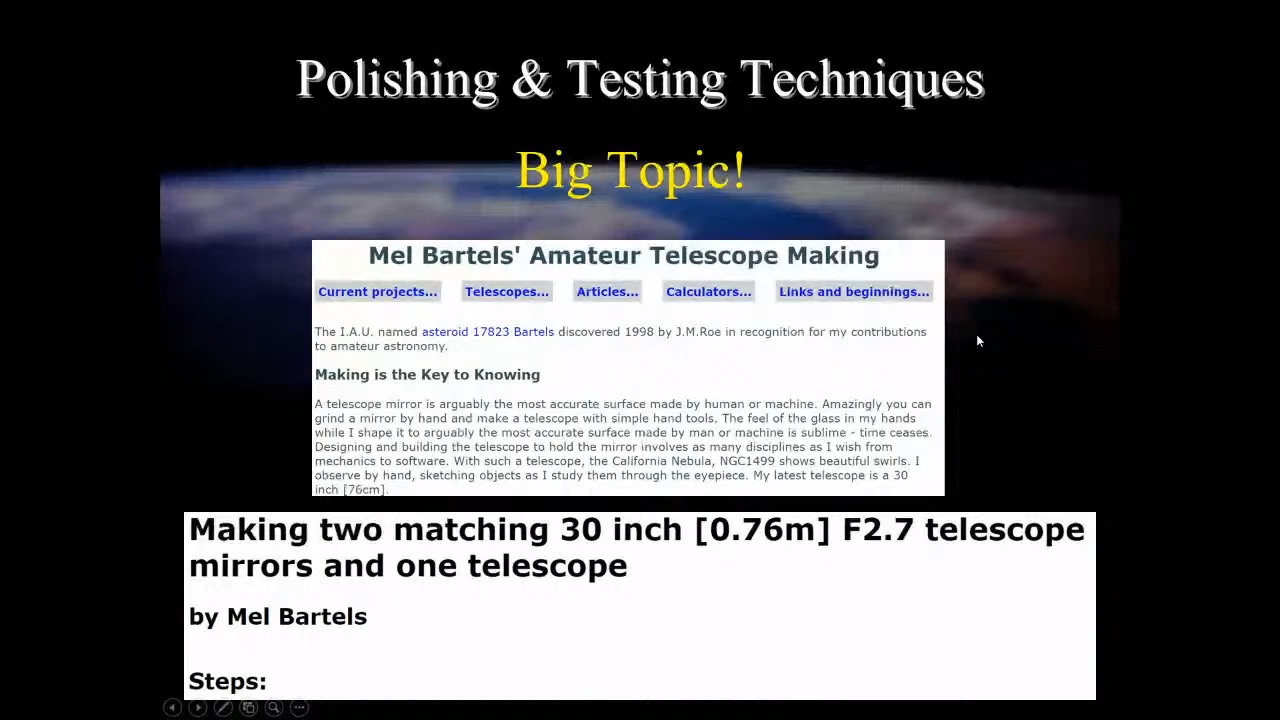 Polishing & Testing Techniques
Big Topic!
Mel Bartels' Amateur Telescope Making
Current projects... Telescopes... Articles... Calculators... Links and beginnings...
The I.A.U. named asteroid 17823 Bartels discovered 1998 by J.M.Roe in recognition for my contributions
to amateur astronomy.
Making is the Key to Knowing
A telescope mirror is arguably the most accurate surface made by human or machine. Amazingly you can
grind a mirror by hand and make a telescope with simple hand tools. The feel of the glass in my hands
while I shape it to arguably the most accurate surface made by man or machine is sublime - time ceases.
Designing and building the telescope to hold the mirror involves as many disciplines as I wish from
mechanics to software. With such a telescope, the California Nebula, NGC1499 shows beautiful swirls. I
observe by hand, sketching objects as I study them through the eyepiece. My latest telescope is a 30
inch [76cm].
Making two matching 30 inch [0.76m] F2.7 telescope
mirrors and one telescope
by Mel Bartels
Steps: